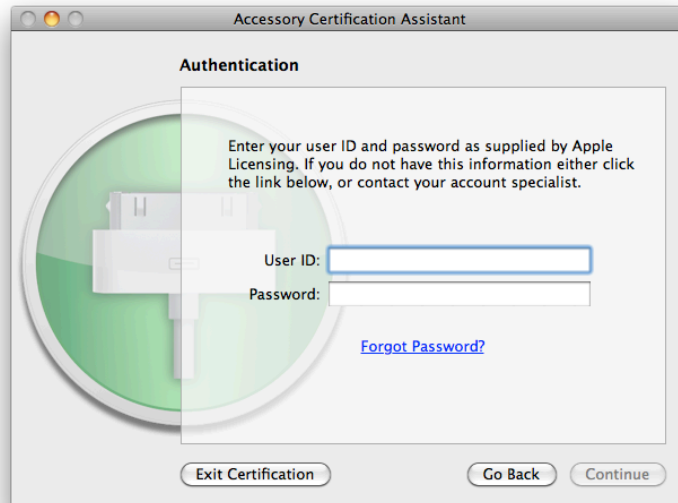 Accessory Certification Assistant
Authentication
Enter your user ID and password as supplied by Apple
Licensing. If you do not have this information either click
the link below, or contact your account specialist.
User ID:
Password:
Forgot Password?
Exit Certification
Go Back
Continue